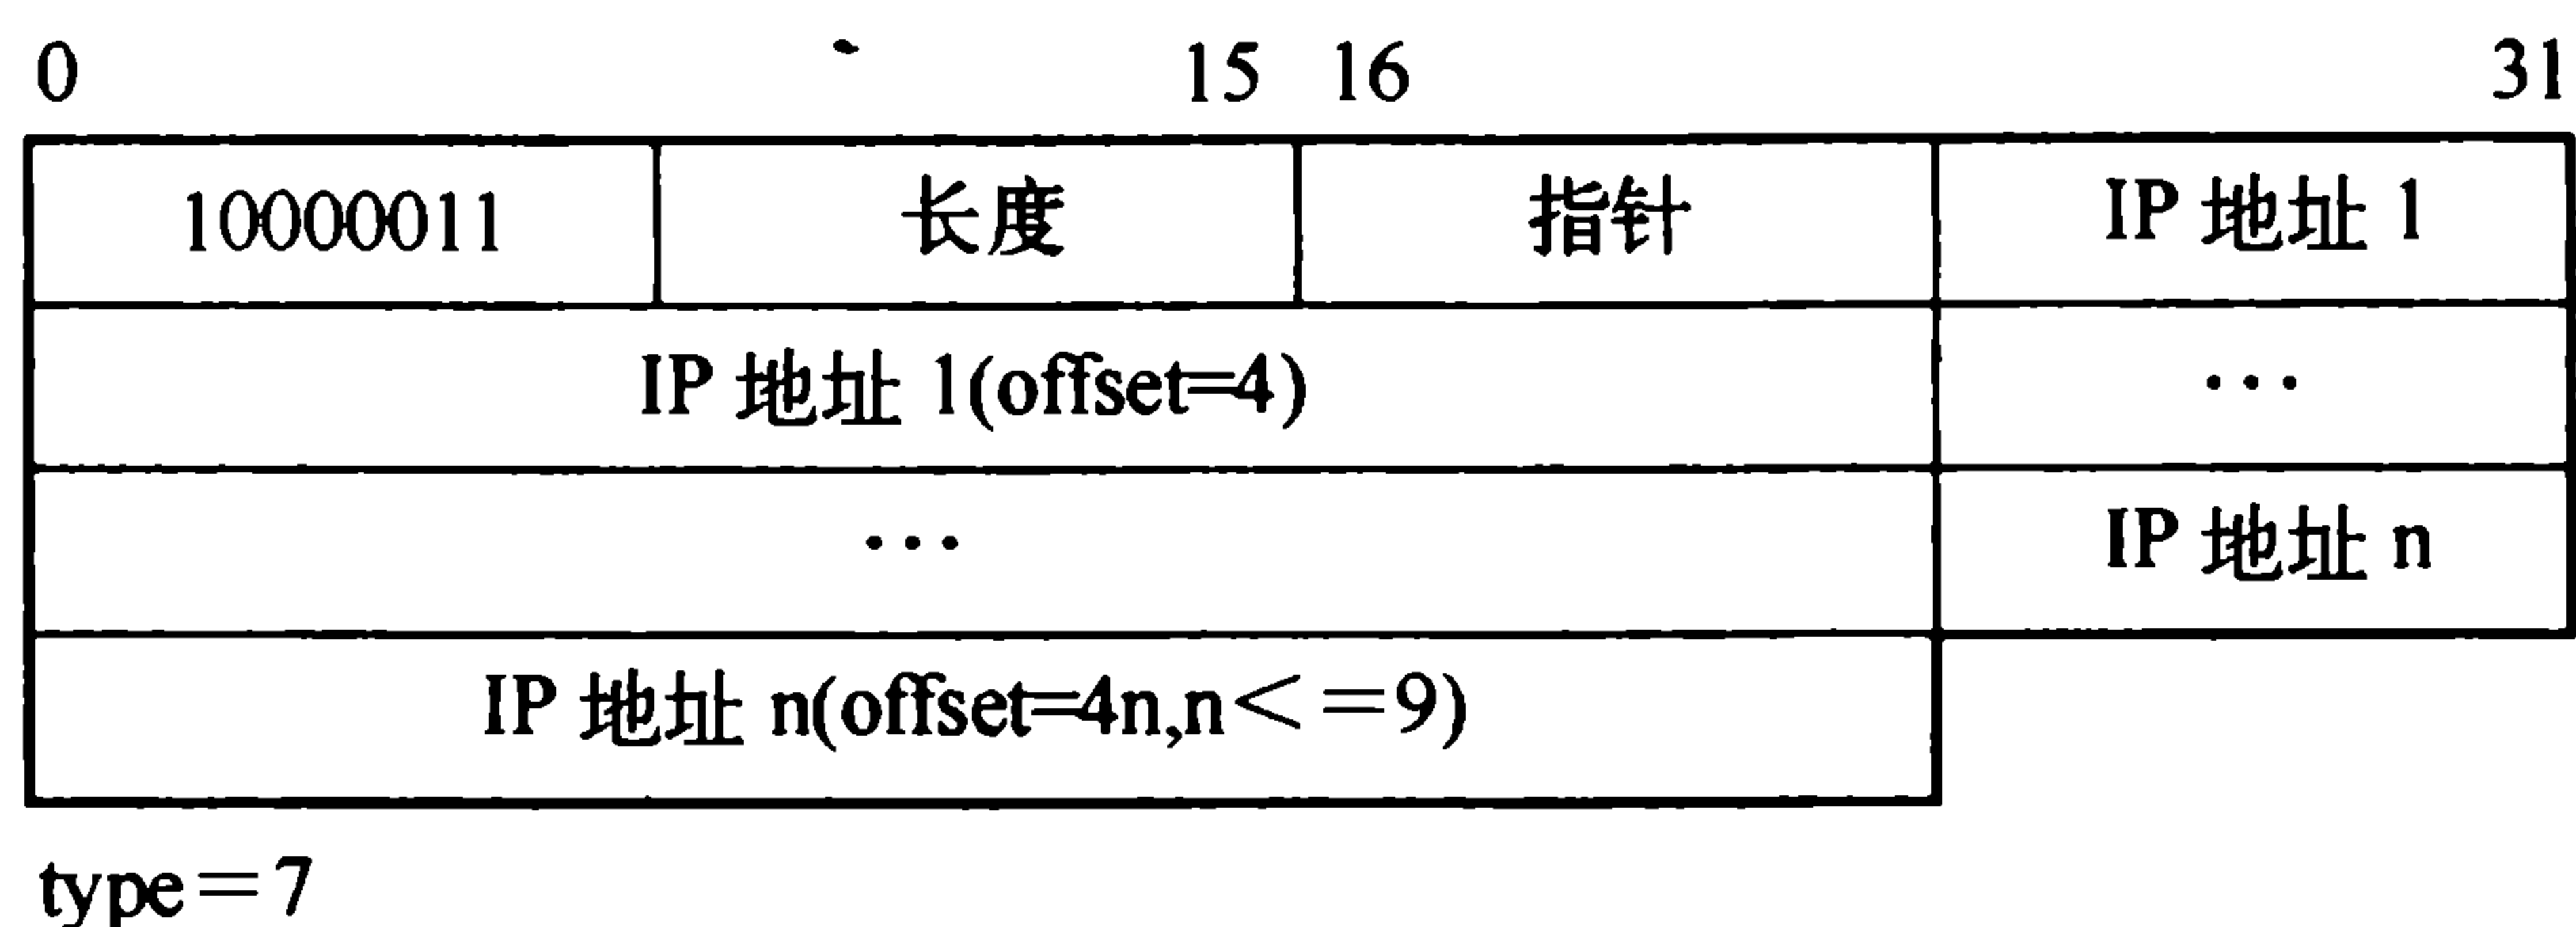 0 15 16 31
10000011 长度 指针 IP 地址 1
IP 地址 1(offset=4) ···
··· IP 地址 n
IP 地址 n(offset=4n,n<=9)
type=7